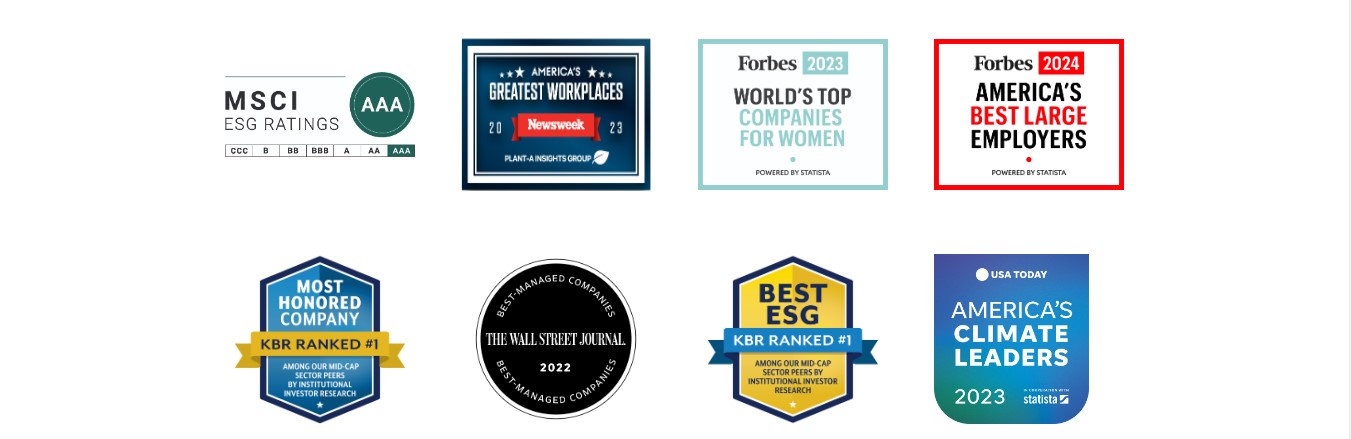 MSCI
ESG RATINGS
AAA
CCC B BB BBB A AA AAA
AMERICA'S
GREATEST WORKPLACES
20 Newsweek 23
PLANT-A INSIGHTS GROUP
Forbes 2023
WORLD'S TOP
COMPANIES
FOR WOMEN
POWERED BY STATISTA
Forbes 2024
AMERICA'S
BEST LARGE
EMPLOYERS
POWERED BY STATISTA
MOST
HONORED
COMPANY
KBR RANKED #1
AMONG OUR MID-CAP
SECTOR PEERS
BY INSTITUTIONAL
INVESTOR RESEARCH
BEST-MANAGED COMPANIES
THE WALL STREET JOURNAL.
2022
BEST-MANAGED COMPANIES
BEST
ESG
KBR RANKED #1
AMONG OUR MID-CAP
SECTOR PEERS BY
INSTITUTIONAL INVESTOR
RESEARCH
USA TODAY
AMERICA'S
CLIMATE
LEADERS
2023
IN COOPERATION WITH
statista